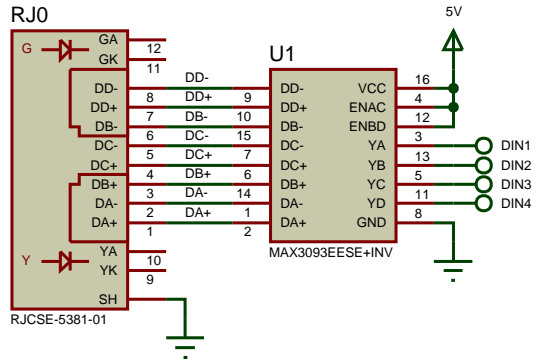 RJ0
G
GA 12
GK 11
DD- 8
DD+ 7
DB- 6
DC- 5
DC+ 4
DB+ 3
DA- 2
DA+ 1
Y
YA 10
YK 9
SH
RJCSE-5381-01
DD-
DD+
DB-
DC-
DC+
DB+
DA-
DA+
U1
9 DD-
10 DD+
15 DB-
7 DC-
6 DC+
14 DB+
1 DA-
2 DA+
VCC 16
ENAC 4
ENBD 12
YA 3
YB 13
YC 5
YD 11
GND 8
MAX3093EESE+INV
5V
DIN1
DIN2
DIN3
DIN4